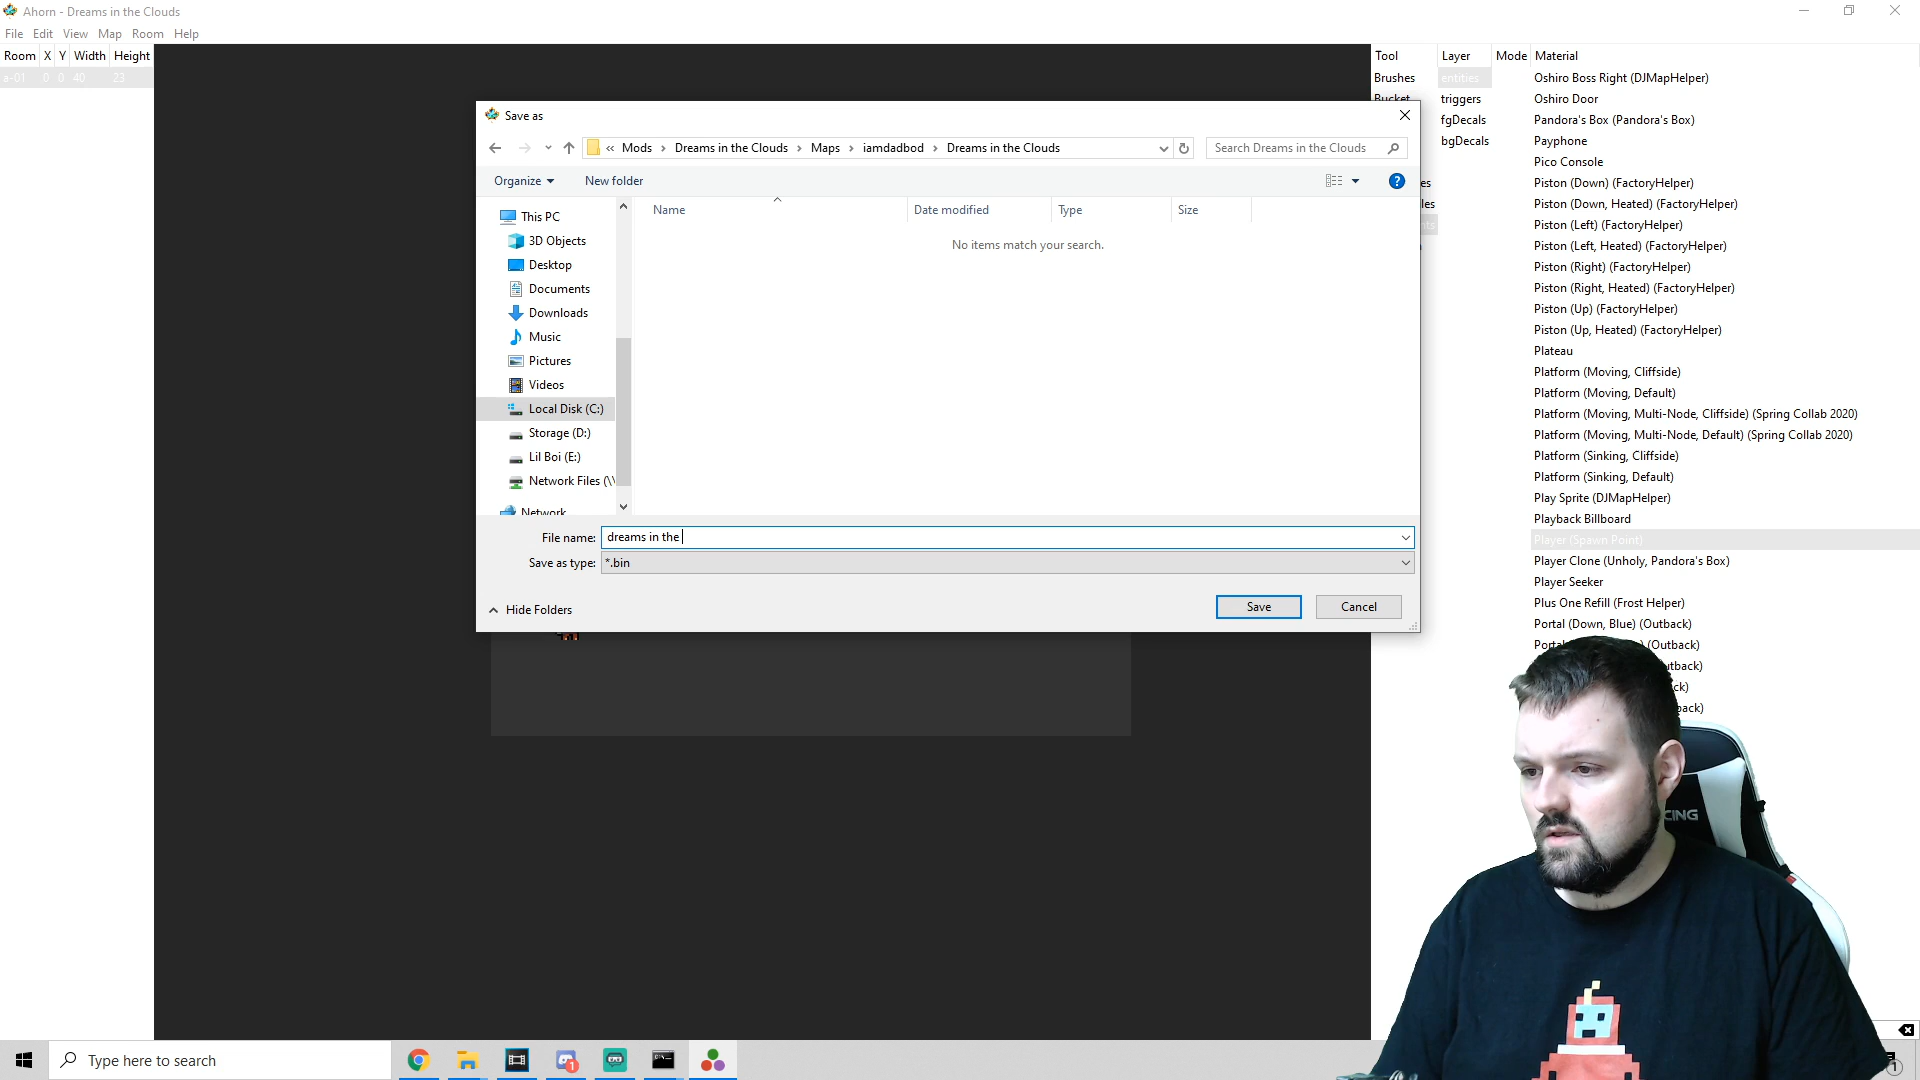 Ahorn - Dreams in the Clouds
File Edit View Map Room Help
Room X Y Width Height
a-01 0 0 40 23
Tool
Brushes
Layer
entities
triggers
fgDecals
bgDecals
Mode
Material
Oshiro Boss Right (DJMapHelper)
Oshiro Door
Pandora's Box (Pandora's Box)
Payphone
Pico Console
Piston (Down) (FactoryHelper)
Piston (Down, Heated) (FactoryHelper)
Piston (Left) (FactoryHelper)
Piston (Left, Heated) (FactoryHelper)
Piston (Right) (FactoryHelper)
Piston (Right, Heated) (FactoryHelper)
Piston (Up) (FactoryHelper)
Piston (Up, Heated) (FactoryHelper)
Plateau
Platform (Moving, Cliffside)
Platform (Moving, Default)
Platform (Moving, Multi-Node, Cliffside) (Spring Collab 2020)
Platform (Moving, Multi-Node, Default) (Spring Collab 2020)
Platform (Sinking, Cliffside)
Platform (Sinking, Default)
Play Sprite (DJMapHelper)
Playback Billboard
Player (Spawn Point)
Player Clone (Unholy, Pandora's Box)
Player Seeker
Plus One Refill (Frost Helper)
Portal (Down, Blue) (Outback)
(Outback)
Save as
« Mods > Dreams in the Clouds > Maps > iamdadbod > Dreams in the Clouds
Search Dreams in the Clouds
Organize New folder
This PC
3D Objects
Desktop
Documents
Downloads
Music
Pictures
Videos
Local Disk (C:)
Storage (D:)
Lil Boi (E:)
Network Files (\\
Network
Name Date modified Type Size
No items match your search.
File name: dreams in the
Save as type: *.bin
Hide Folders
Save Cancel
Type here to search